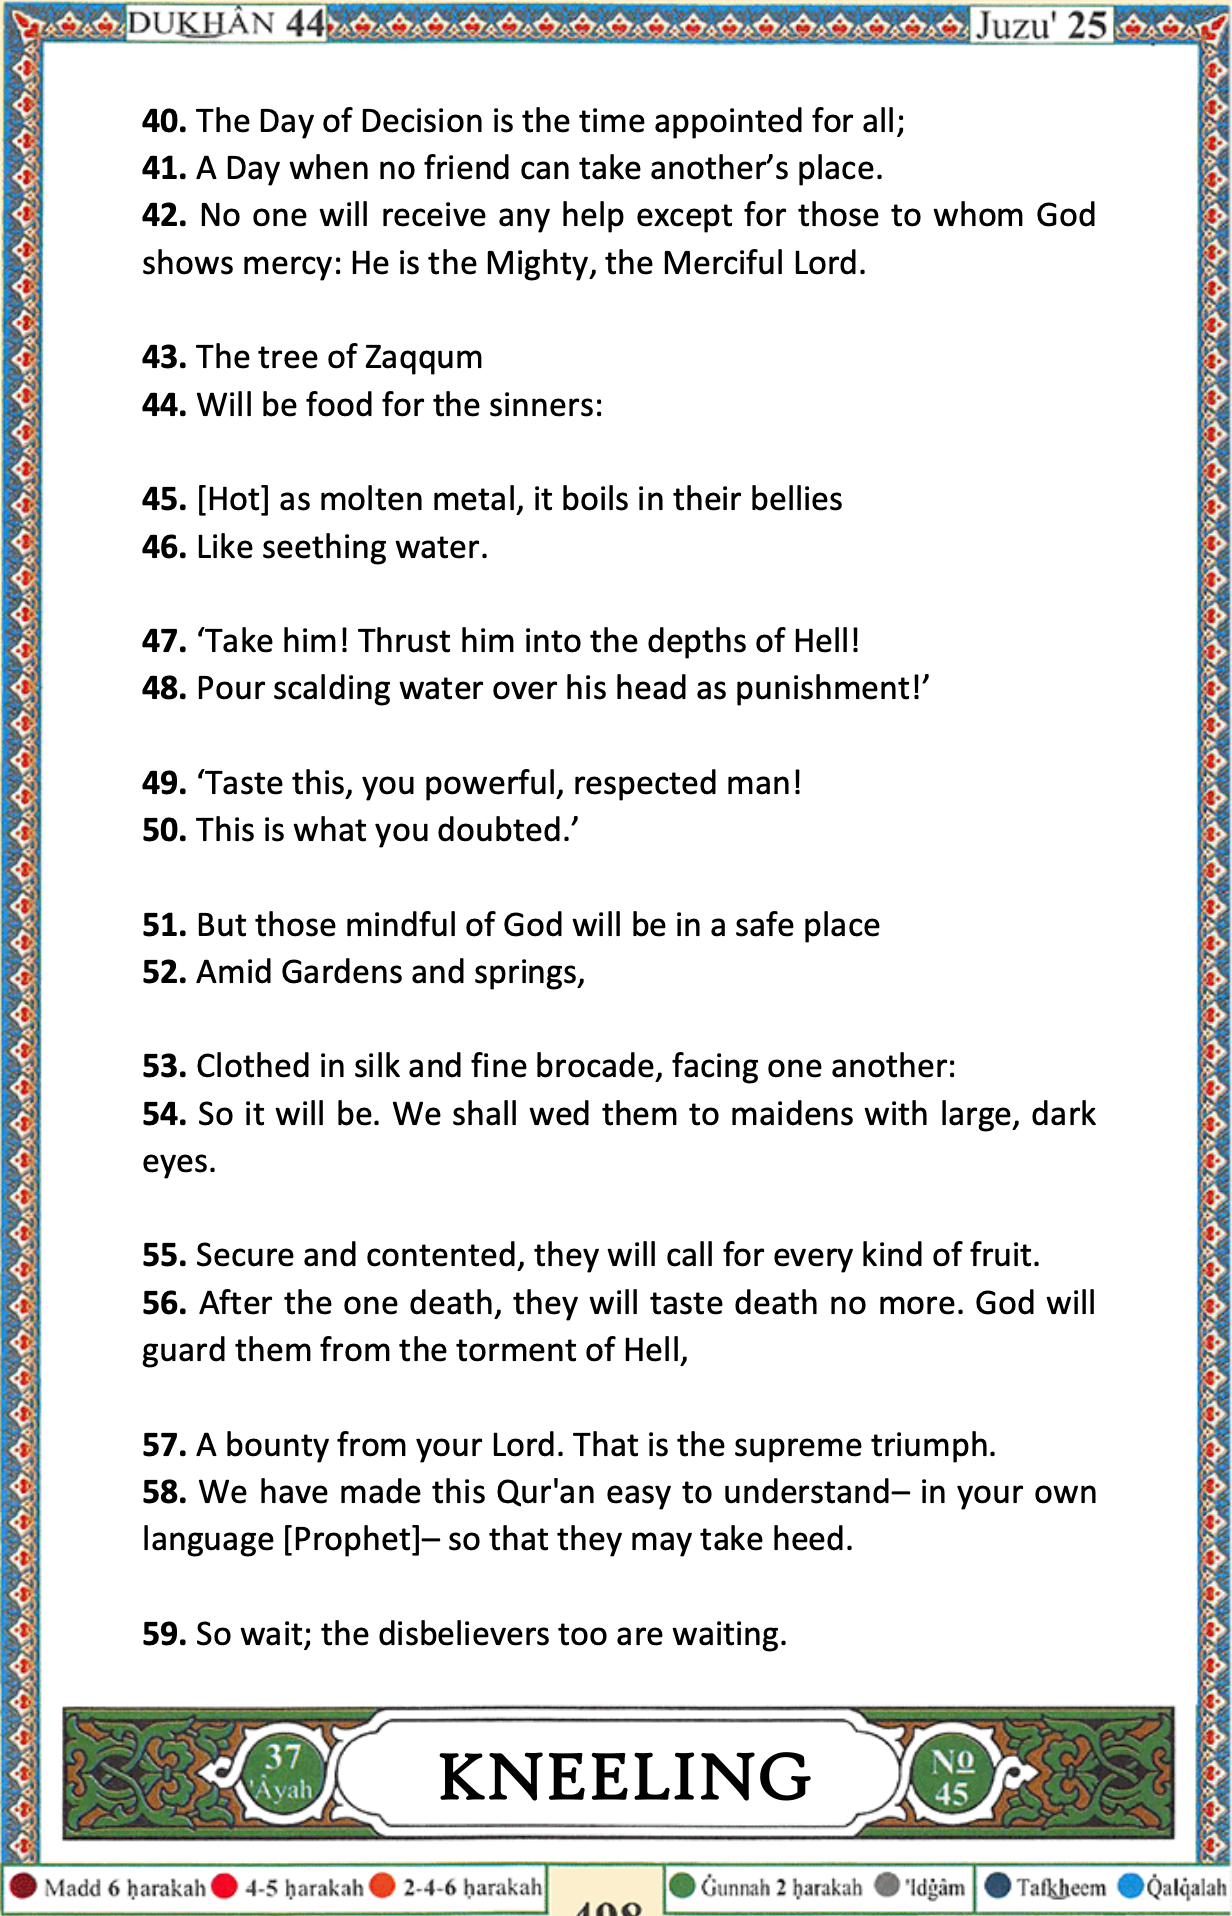 DUKHÂN 44
Juzu' 25
40. The Day of Decision is the time appointed for all;
41. A Day when no friend can take another’s place.
42. No one will receive any help except for those to whom God
shows mercy: He is the Mighty, the Merciful Lord.
43. The tree of Zaqqum
44. Will be food for the sinners:
45. [Hot] as molten metal, it boils in their bellies
46. Like seething water.
47. ‘Take him! Thrust him into the depths of Hell!
48. Pour scalding water over his head as punishment!’
49. ‘Taste this, you powerful, respected man!
50. This is what you doubted.’
51. But those mindful of God will be in a safe place
52. Amid Gardens and springs,
53. Clothed in silk and fine brocade, facing one another:
54. So it will be. We shall wed them to maidens with large, dark
eyes.
55. Secure and contented, they will call for every kind of fruit.
56. After the one death, they will taste death no more. God will
guard them from the torment of Hell,
57. A bounty from your Lord. That is the supreme triumph.
58. We have made this Qur'an easy to understand– in your own
language [Prophet]– so that they may take heed.
59. So wait; the disbelievers too are waiting.
37
'Âyah
KNEELING
Nº
45
Madd 6 ḥarakah 4-5 ḥarakah 2-4-6 ḥarakah
498
Ġunnah 2 ḥarakah 'Idġâm Tafkheem Q̇alq̇alah